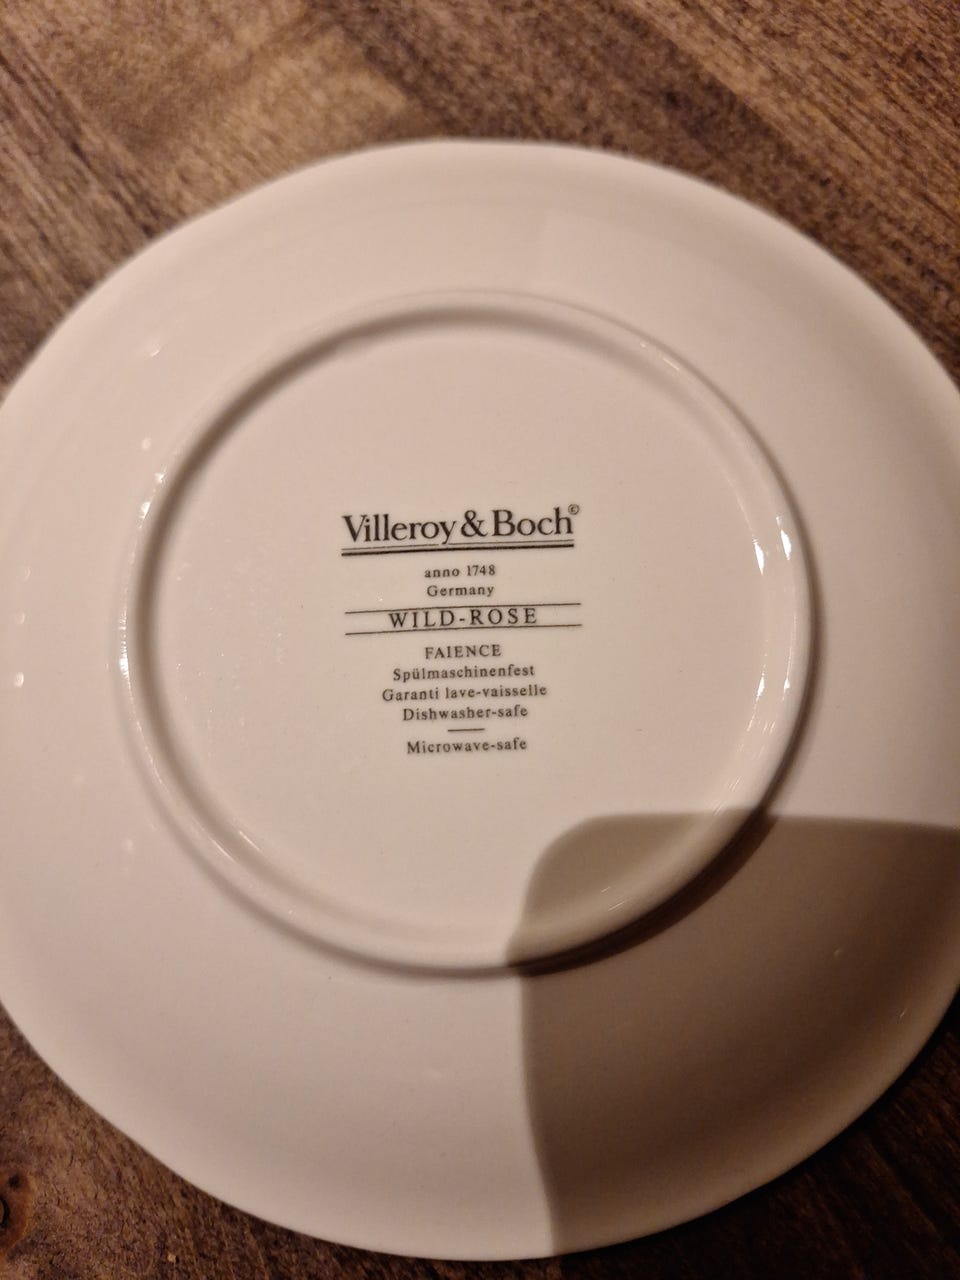 Villeroy & Boch©
anno 1748
Germany
WILD-ROSE
FAIENCE
Spülmaschinenfest
Garanti lave-vaisselle
Dishwasher-safe
Microwave-safe